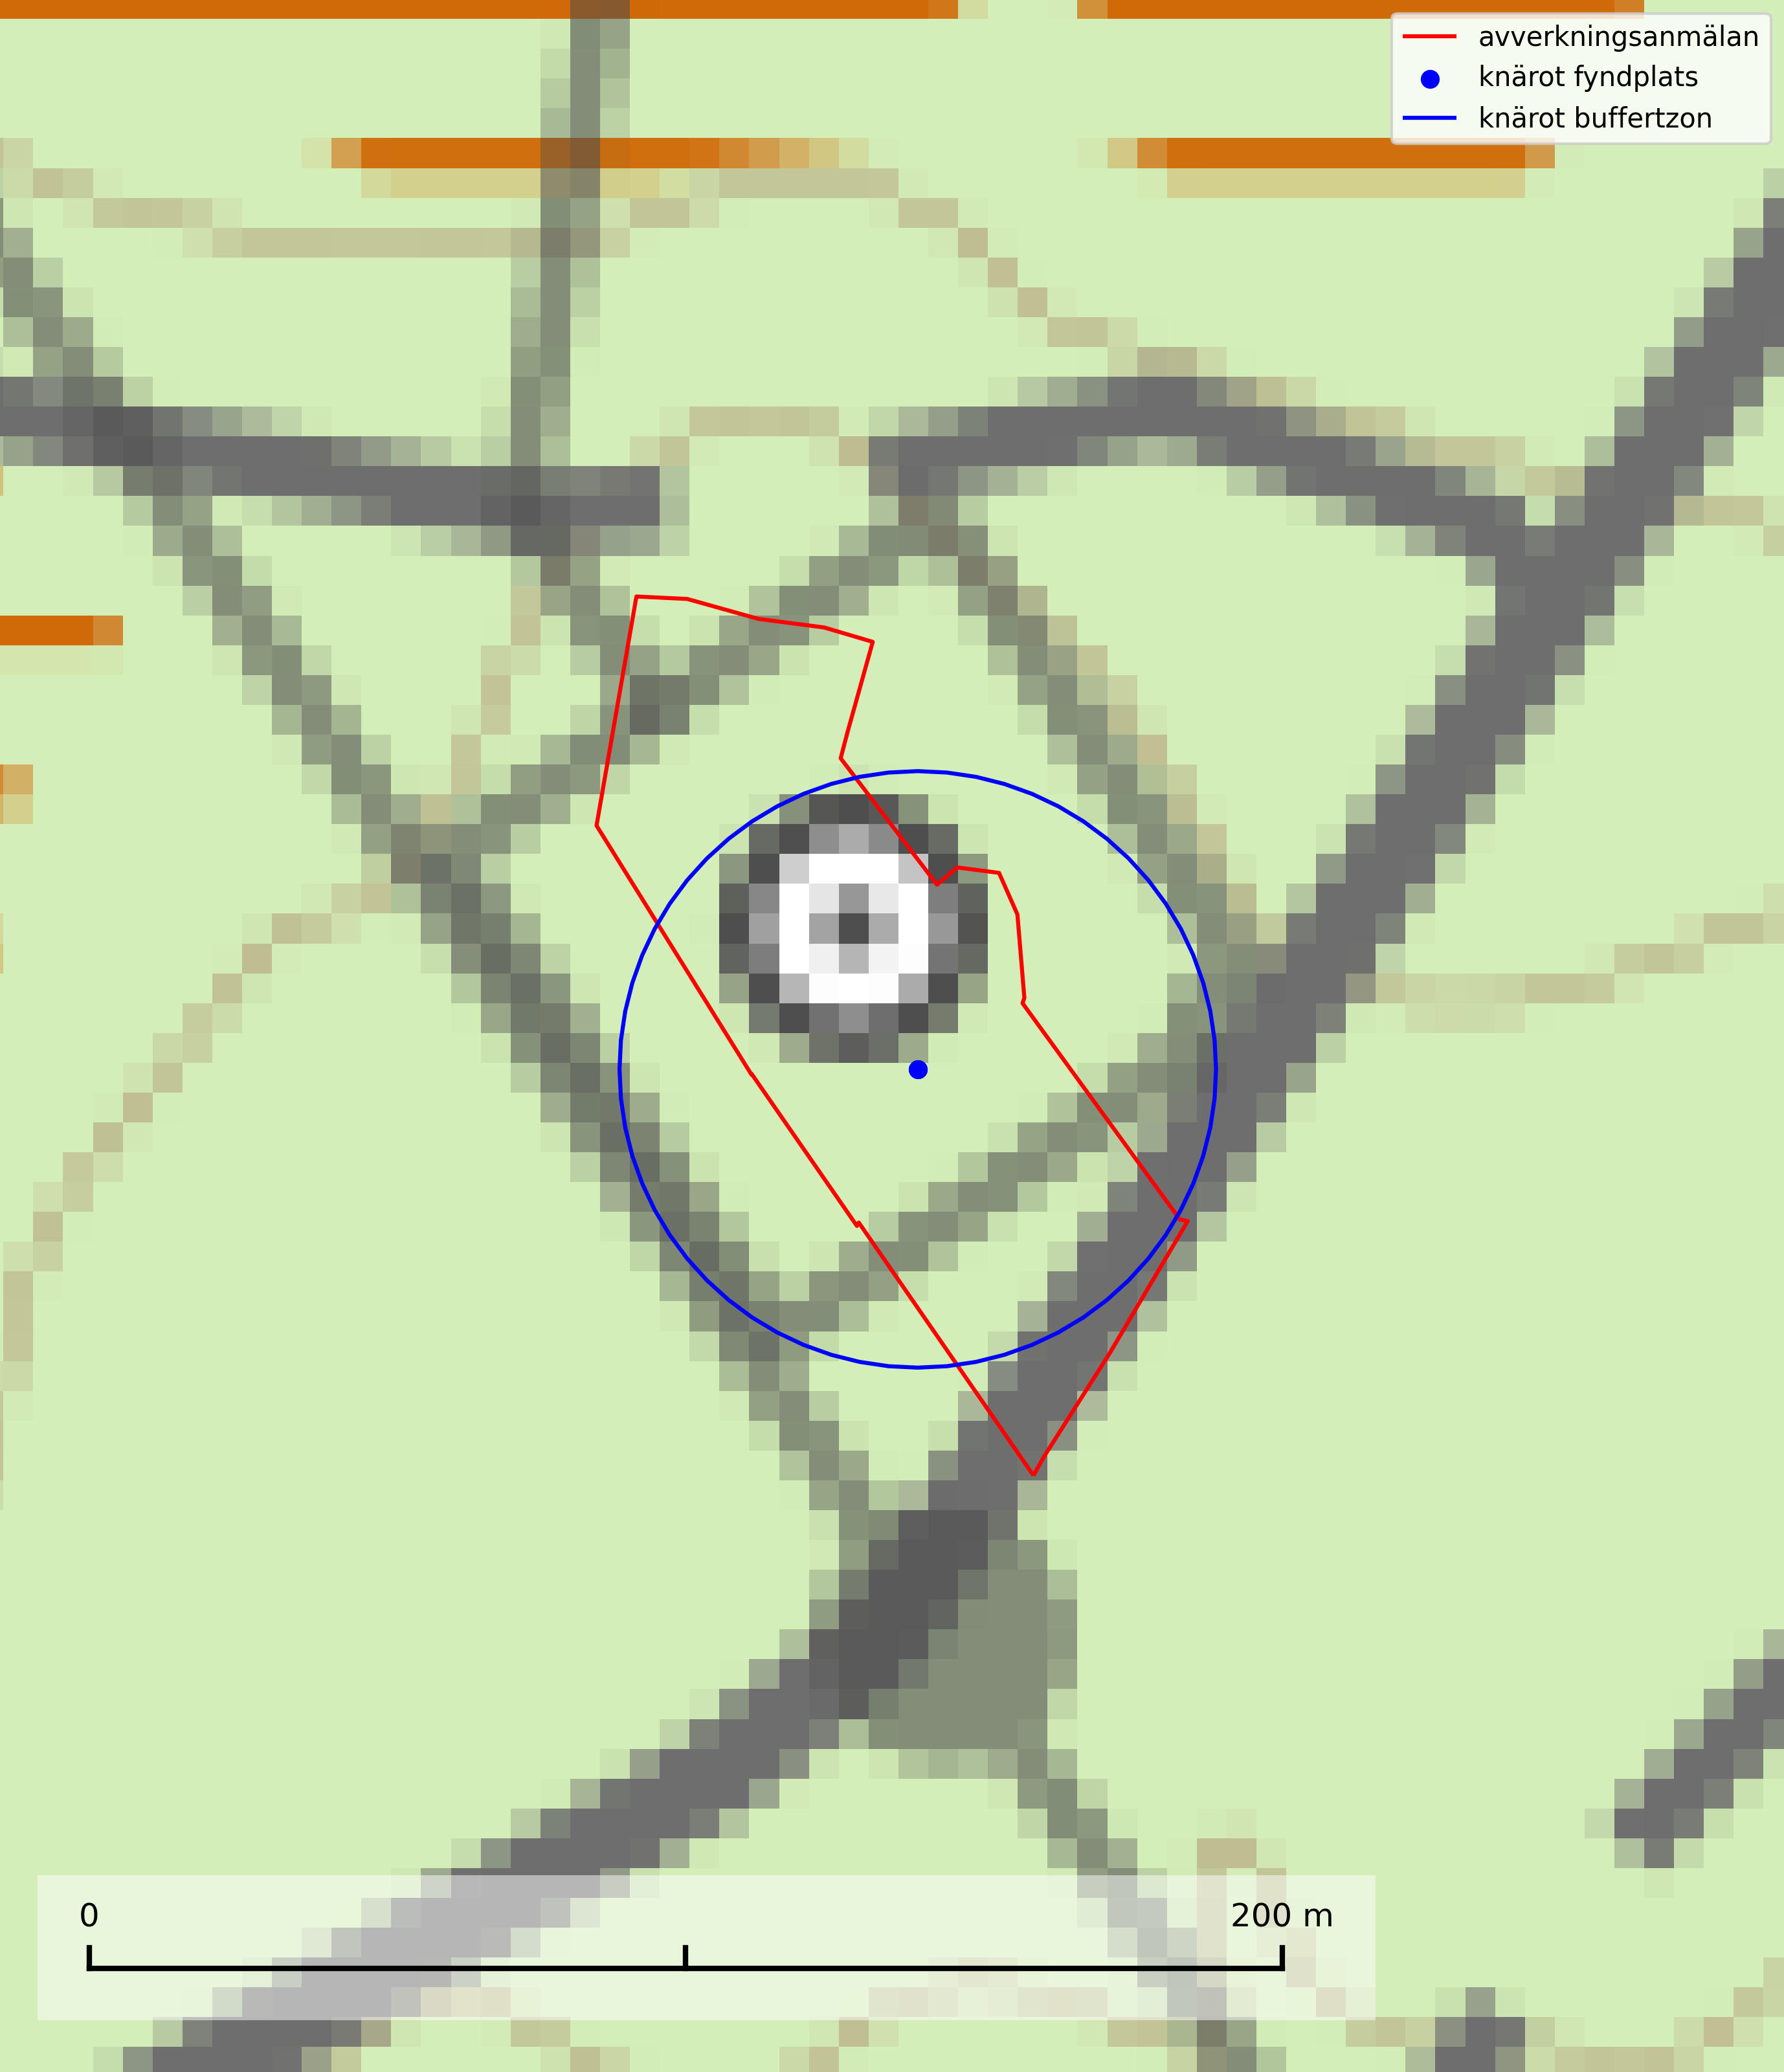 avverkningsanmälan
knärot fyndplats
knärot buffertzon
0 200 m